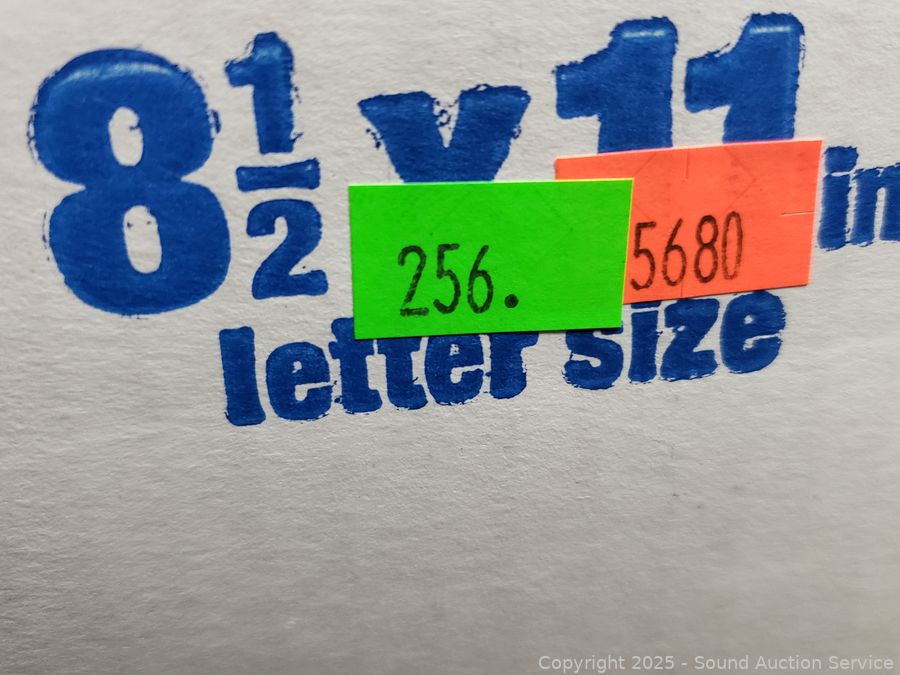 8 1/2 x 11 in
256.
5680
letter size
Copyright 2025 - Sound Auction Service